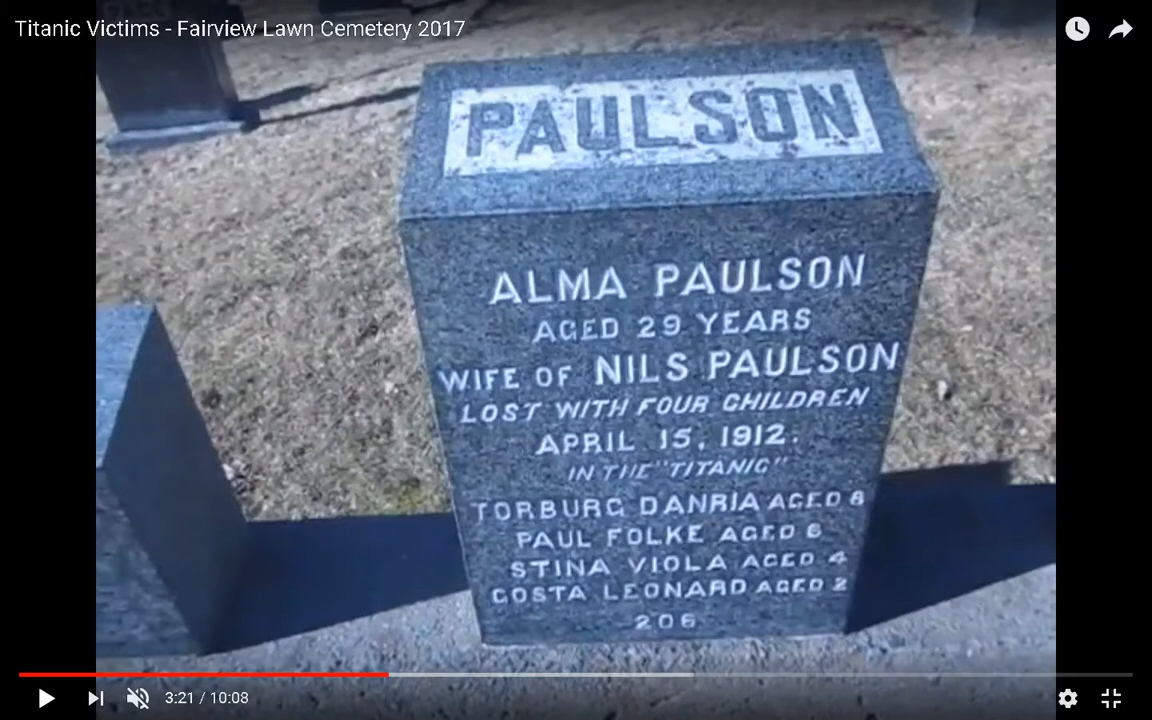 Titanic Victims - Fairview Lawn Cemetery 2017
PAULSON
ALMA PAULSON
AGED 29 YEARS
WIFE OF NILS PAULSON
LOST WITH FOUR CHILDREN
APRIL 15, 1912.
IN THE "TITANIC"
TORBURG DANRIA AGED 8
PAUL FOLKE AGED 6
STINA VIOLA AGED 4
GOSTA LEONARD AGED 2
206
3:21 / 10:08